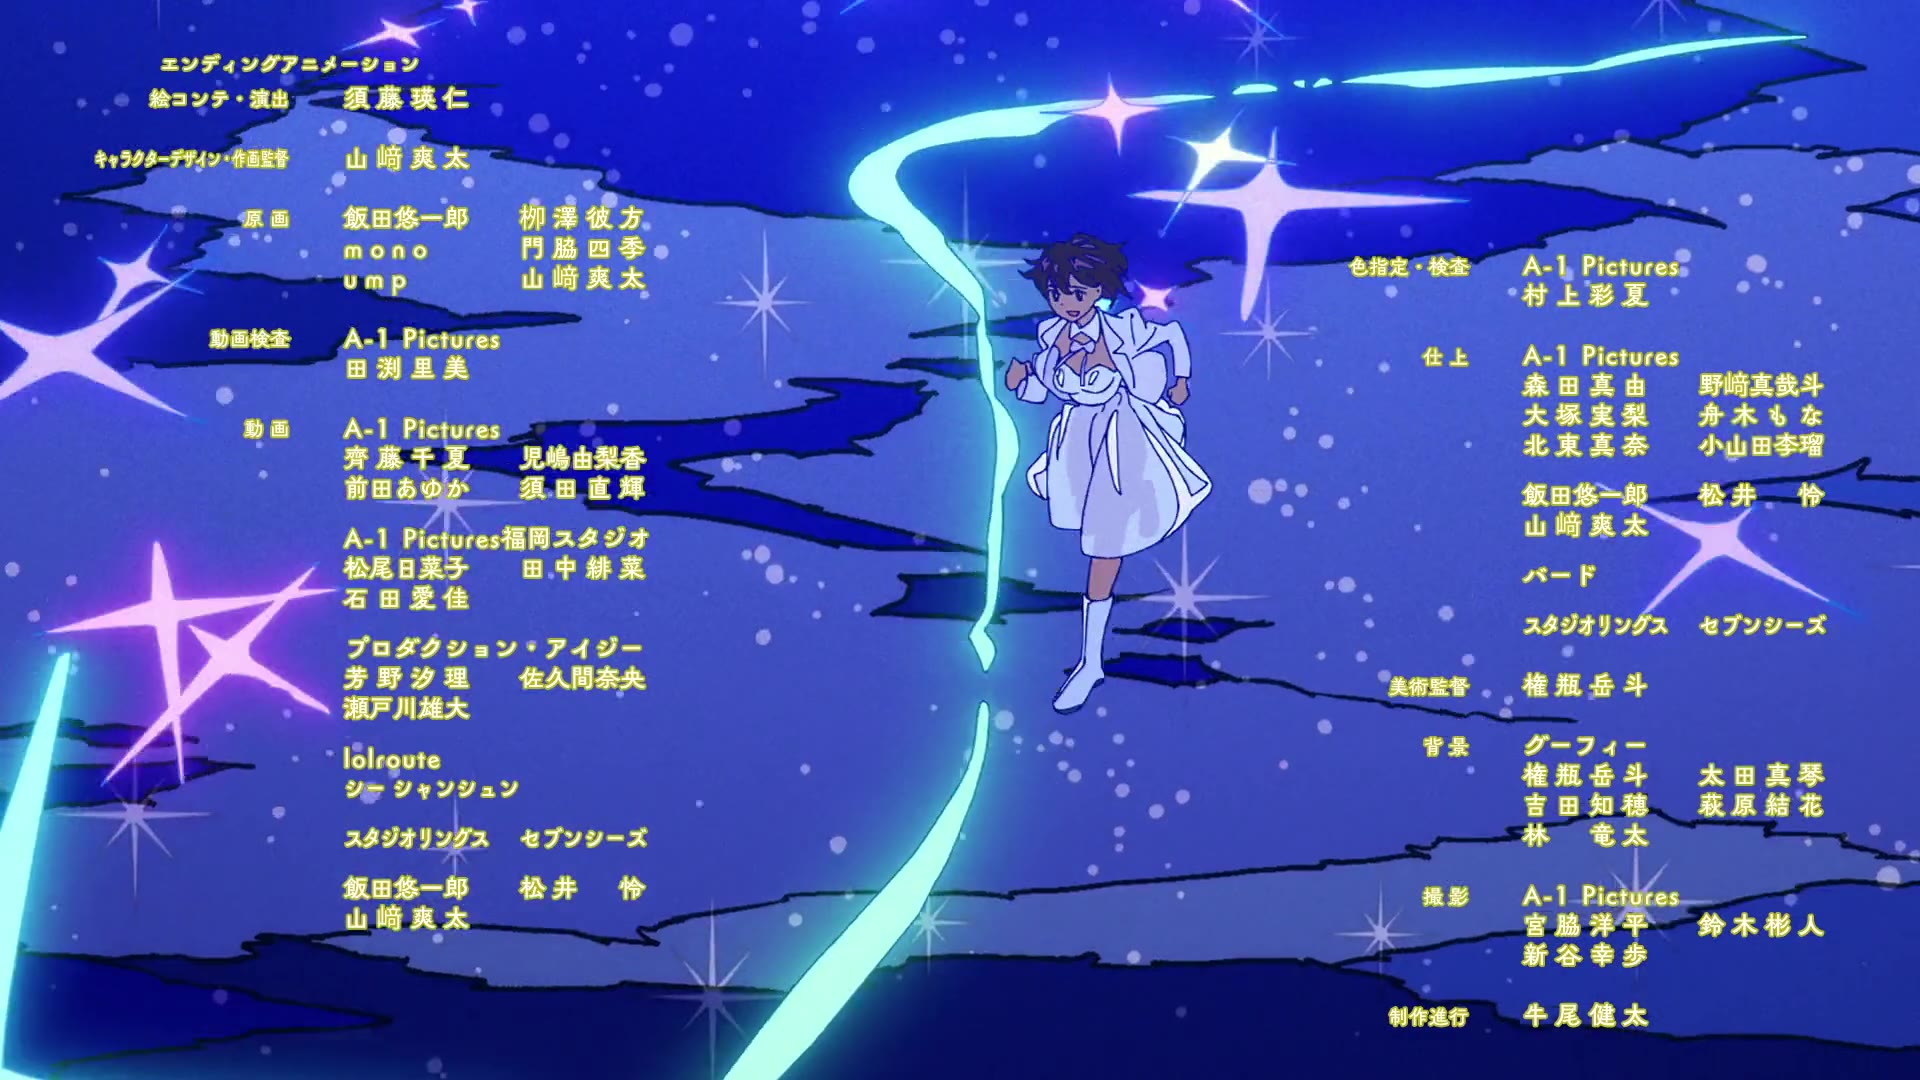 エンディングアニメーション
絵コンテ・演出 須藤瑛仁
キャラクターデザイン・作画監督 山﨑爽太
原画 飯田悠一郎 栁澤彼方
mono 門脇四季
ump 山﨑爽太
動画検査 A-1 Pictures
田渕里美
動画 A-1 Pictures
齊藤千夏 児嶋由梨香
前田あゆか 須田直輝
A-1 Pictures福岡スタジオ
松尾日菜子 田中緋菜
石田愛佳
プロダクション・アイジー
芳野汐理 佐久間奈央
瀬戸川雄大
lolroute
シー シャンシュン
スタジオリングス セブンシーズ
飯田悠一郎 松井 怜
山﨑爽太
色指定・検査 A-1 Pictures
村上彩夏
仕上 A-1 Pictures
森田真由 野﨑真哉斗
大塚実梨 舟木もな
北東真奈 小山田李瑠
飯田悠一郎 松井 怜
山﨑爽太
バード
スタジオリングス セブンシーズ
美術監督 権瓶岳斗
背景 グーフィー
権瓶岳斗 太田真琴
吉田知穂 萩原結花
林 竜太
撮影 A-1 Pictures
宮脇洋平 鈴木彬人
新谷幸歩
制作進行 牛尾健太